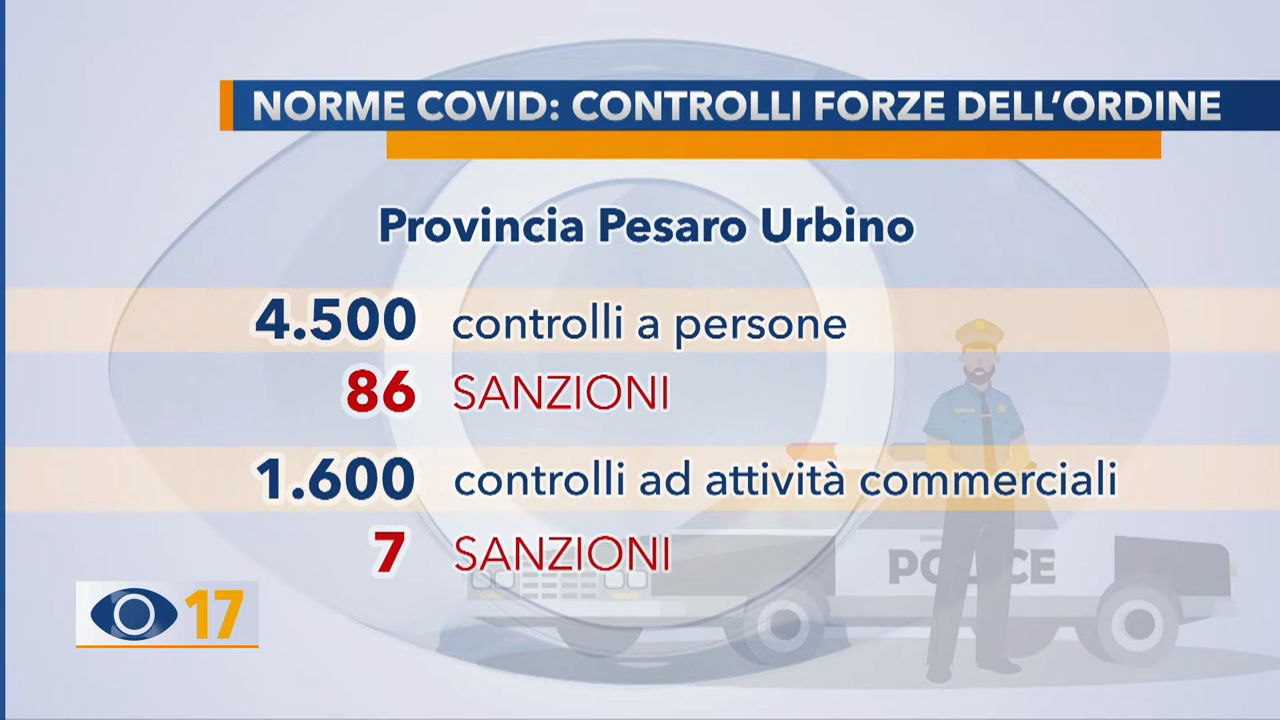 NORME COVID: CONTROLLI FORZE DELL’ORDINE
Provincia Pesaro Urbino
4.500 controlli a persone
86 SANZIONI
1.600 controlli ad attività commerciali
7 SANZIONI
POLICE
17